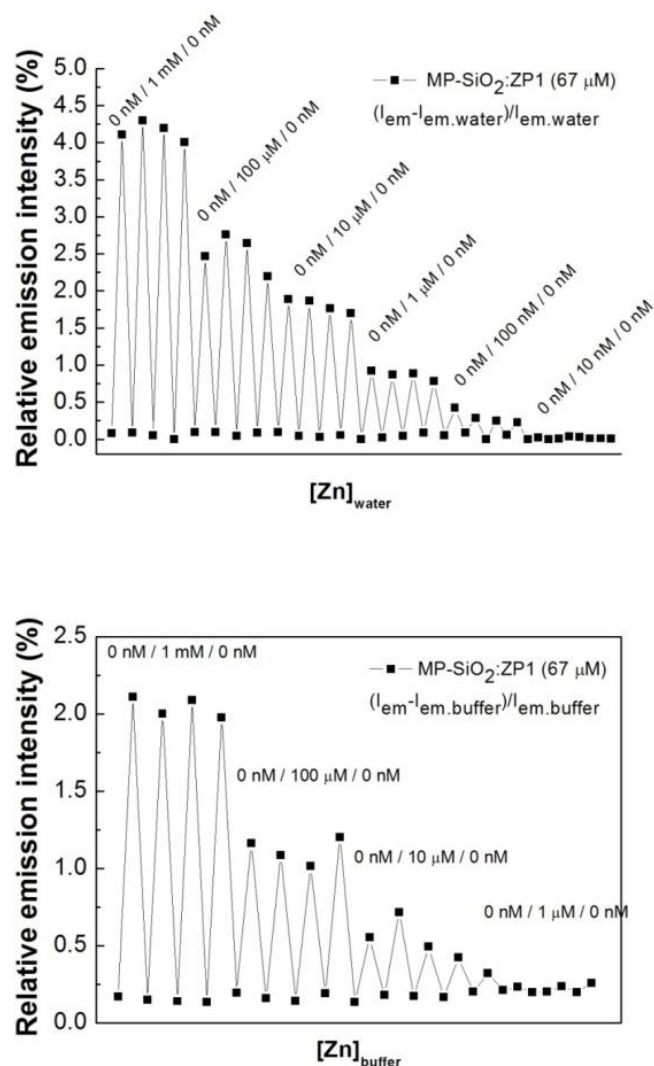 Relative emission intensity (%)
5.0
4.5
4.0
3.5
3.0
2.5
2.0
1.5
1.0
0.5
0.0
0 nM / 1 mM / 0 nM
0 nM / 100 μM / 0 nM
0 nM / 10 μM / 0 nM
0 nM / 1 μM / 0 nM
0 nM / 100 nM / 0 nM
0 nM / 10 nM / 0 nM
MP-SiO2:ZP1 (67 μM)
(Iem-Iem.water)/Iem.water
[Zn]water
Relative emission intensity (%)
2.5
2.0
1.5
1.0
0.5
0.0
0 nM / 1 mM / 0 nM
MP-SiO2:ZP1 (67 μM)
(Iem-Iem.buffer)/Iem.buffer
0 nM / 100 μM / 0 nM
0 nM / 10 μM / 0 nM
0 nM / 1 μM / 0 nM
[Zn]buffer